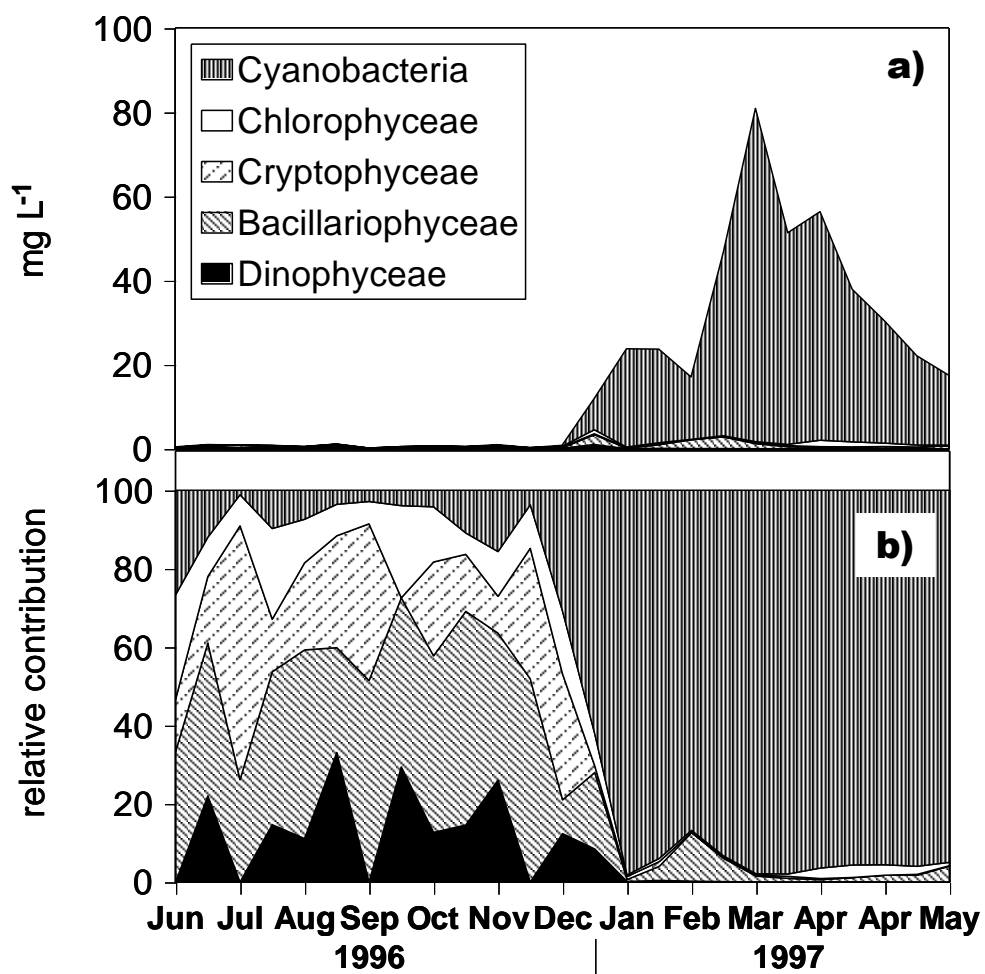 100
80
60
40
20
0
mg L-1
a)
Cyanobacteria
Chlorophyceae
Cryptophyceae
Bacillariophyceae
Dinophyceae
100
80
60
40
20
0
relative contribution
b)
Jun Jul Aug Sep Oct Nov Dec Jan Feb Mar Apr Apr May
1996 1997